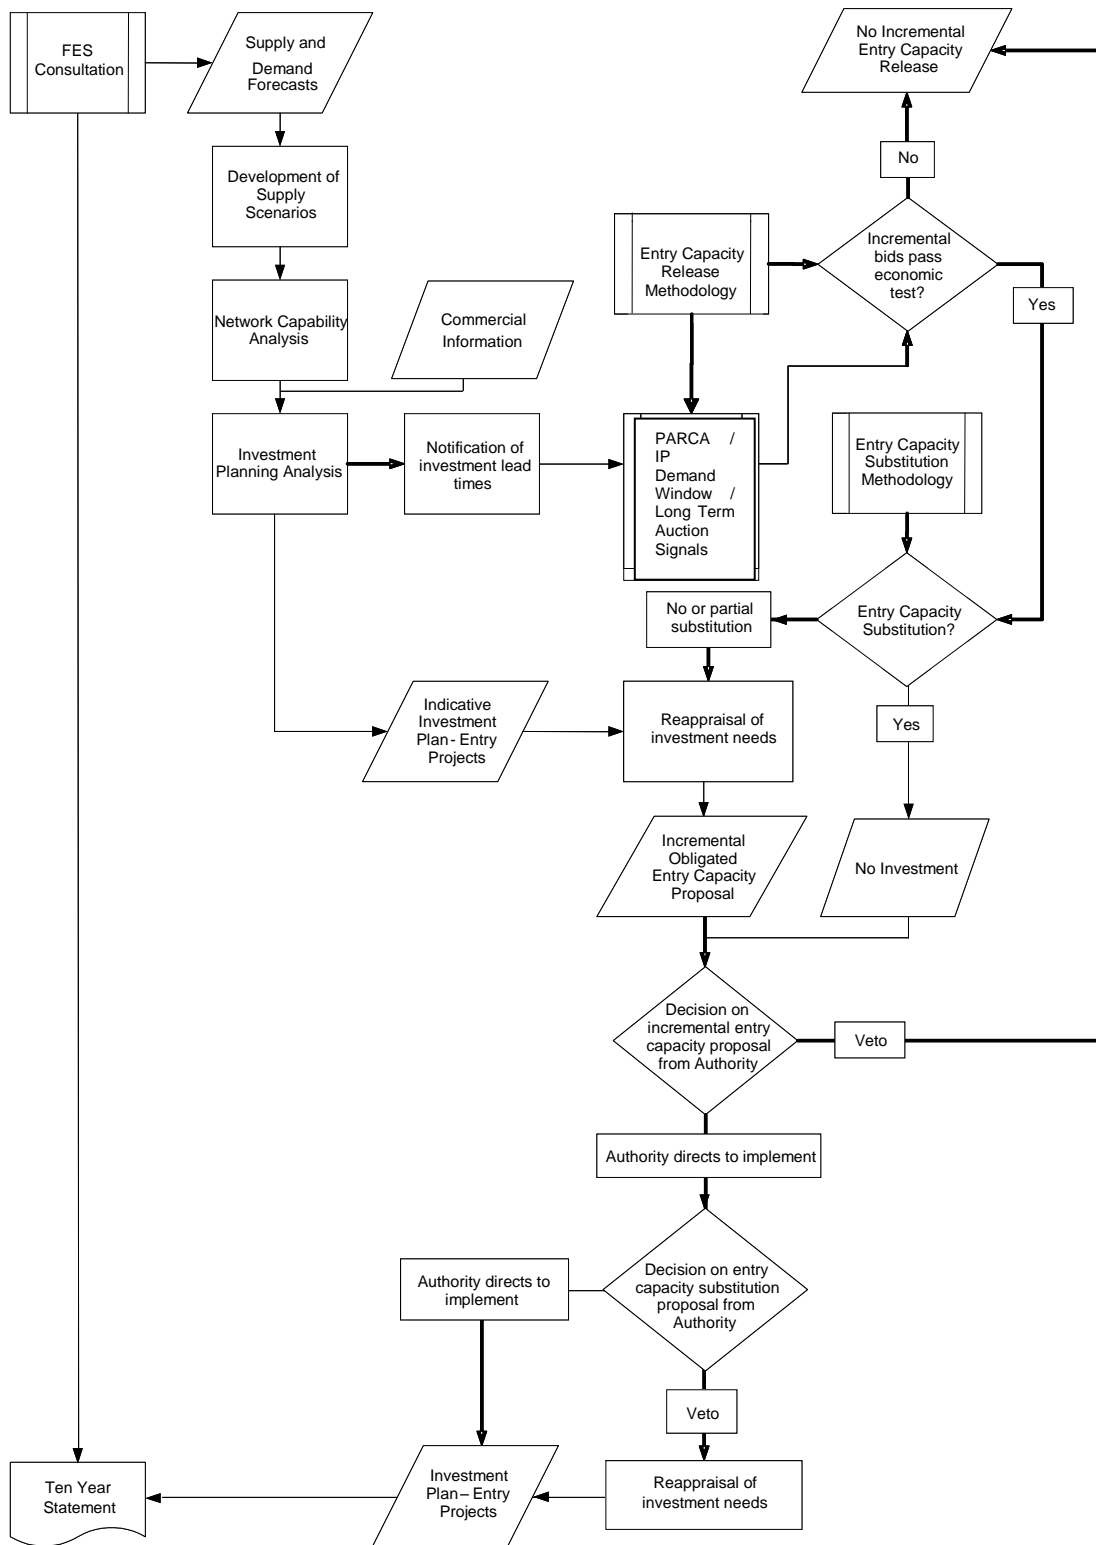 FES
Consultation
Supply and
Demand
Forecasts
No Incremental
Entry Capacity
Release
No
Development of
Supply
Scenarios
Entry Capacity
Release
Methodology
Incremental
bids pass
economic
test?
Yes
Network Capability
Analysis
Commercial
Information
Investment
Planning Analysis
Notification of
investment lead
times
PARCA /
IP
Demand
Window /
Long Term
Auction
Signals
Entry Capacity
Substitution
Methodology
No or partial
substitution
Entry Capacity
Substitution?
Indicative
Investment
Plan- Entry
Projects
Reappraisal of
investment needs
Yes
Incremental
Obligated
Entry Capacity
Proposal
No Investment
Decision on
incremental entry
capacity proposal
from Authority
Veto
Authority directs to implement
Authority directs to
implement
Decision on entry
capacity substitution
proposal from
Authority
Veto
Ten Year
Statement
Investment
Plan– Entry
Projects
Reappraisal of
investment needs